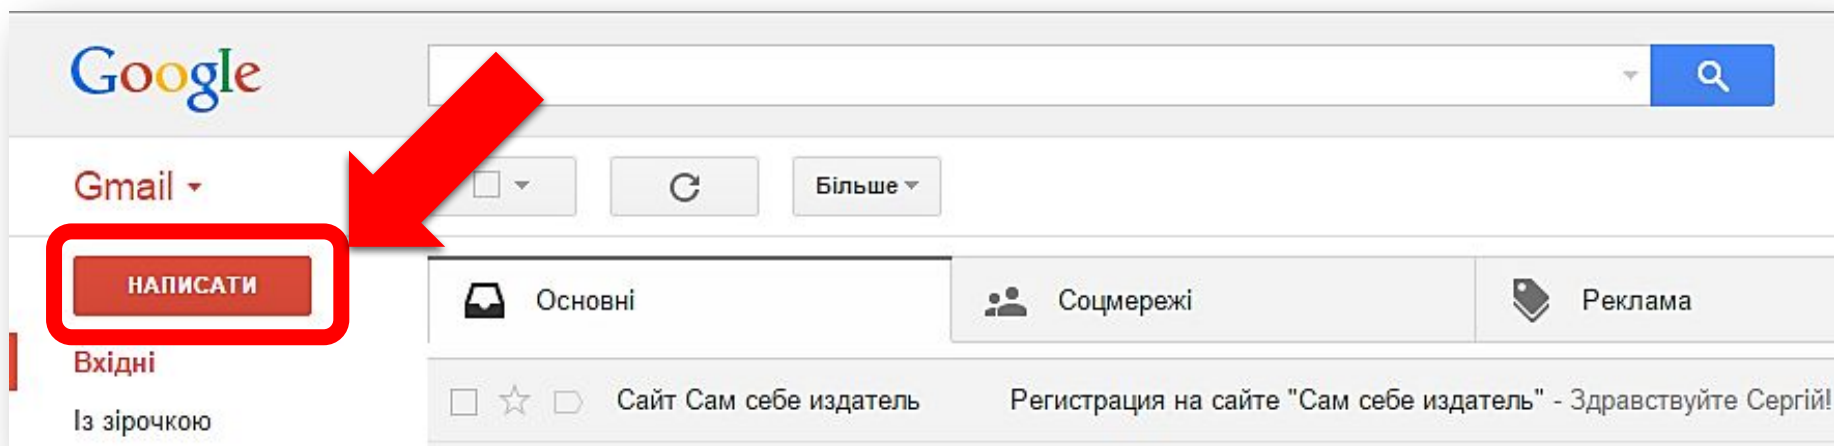 Google
Gmail
Більше
НАПИСАТИ
Основні
Соцмережі
Реклама
Вхідні
Сайт Сам себе издатель Регистрация на сайте "Сам себе издатель" - Здравствуйте Сергій!
Із зірочкою